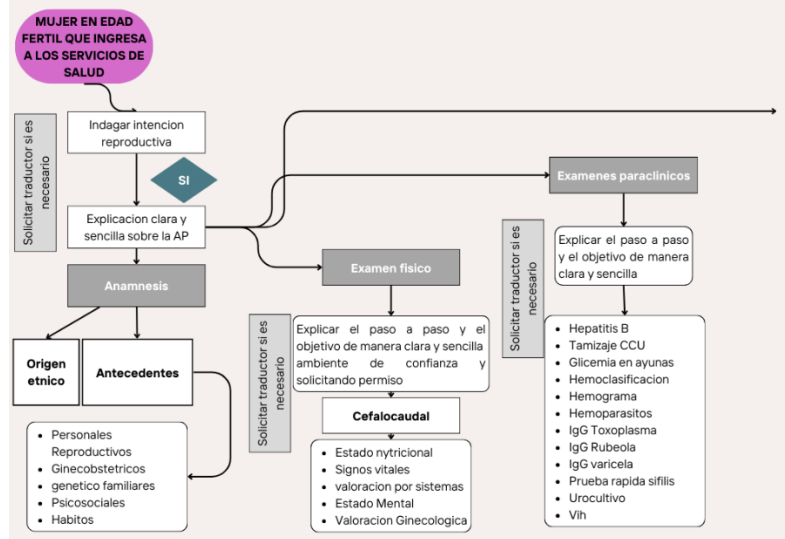 MUJER EN EDAD
FERTIL QUE INGRESA
A LOS SERVICIOS DE
SALUD
Solicitar traductor si es
necesario
Indagar intencion
reproductiva
SI
Explicacion clara y
sencilla sobre la AP
Anamnesis
Origen
etnico
Antecedentes
• Personales
Reproductivos
• Ginecobstetricos
• genetico familiares
• Psicosociales
• Habitos
Examen fisico
Solicitar traductor si es
necesario
Explicar el paso a paso y el
objetivo de manera clara y sencilla
ambiente de confianza y
solicitando permiso
Cefalocaudal
• Estado nytricional
• Signos vitales
• valoracion por sistemas
• Estado Mental
• Valoracion Ginecologica
Examenes paraclinicos
Solicitar traductor si es
necesario
Explicar el paso a paso
y el objetivo de manera
clara y sencilla
• Hepatitis B
• Tamizaje CCU
• Glicemia en ayunas
• Hemoclasificacion
• Hemograma
• Hemoparasitos
• IgG Toxoplasma
• IgG Rubeola
• IgG varicela
• Prueba rapida sifilis
• Urocultivo
• Vih